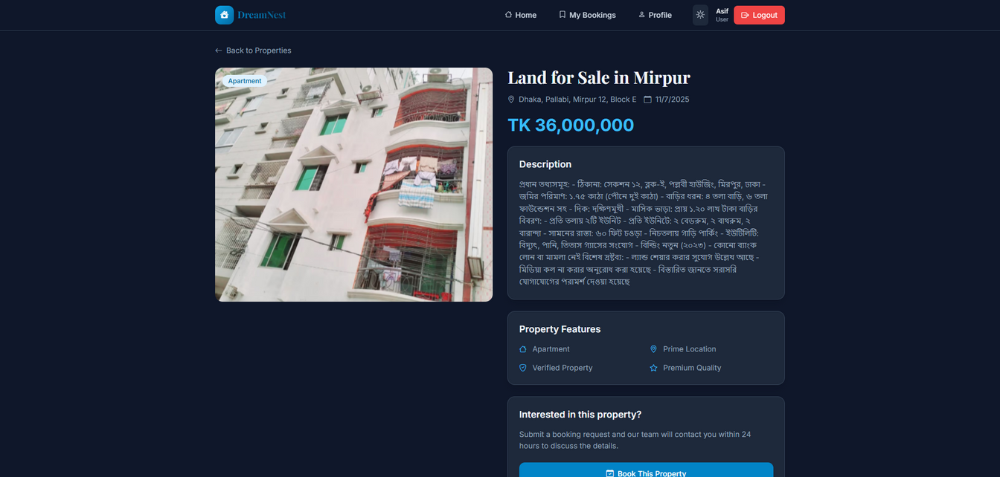 DreamNest
Home
My Bookings
Profile
Asif
User
Logout
Back to Properties
Apartment
Land for Sale in Mirpur
Dhaka, Pallabi, Mirpur 12, Block E 11/7/2025
TK 36,000,000
Description
প্রধান তথ্যসমূহ: - ঠিকানা: সেকশন ১২, ব্লক-ই, পল্লবী হাউজিং, মিরপুর, ঢাকা -
জমির পরিমাণ: ১.৭৫ কাঠা (পৌনে দুই কাঠা) - বাড়ির ধরন: ৪ তলা বাড়ি, ৬ তলা
ফাউন্ডেশন সহ - দিক: দক্ষিণমুখী - মাসিক ভাড়া: প্রায় ১.২০ লাখ টাকা বাড়ির
বিবরণ: - প্রতি তলায় ২টি ইউনিট - প্রতি ইউনিটে: ২ বেডরুম, ২ বাথরুম, ২
বারান্দা - সামনের রাস্তা: ৬০ ফিট চওড়া - নিচতলায় গাড়ি পার্কিং - ইউটিলিটি:
বিদ্যুৎ, পানি, তিতাস গ্যাসের সংযোগ - বিল্ডিং নতুন (২০২৩) - কোনো ব্যাংক
লোন বা মামলা নেই বিশেষ দ্রষ্টব্য: - ল্যান্ড শেয়ার করার সুযোগ উল্লেখ আছে -
মিডিয়া কল না করার অনুরোধ করা হয়েছে - বিস্তারিত জানতে সরাসরি
যোগাযোগের পরামর্শ দেওয়া হয়েছে
Property Features
Apartment
Prime Location
Verified Property
Premium Quality
Interested in this property?
Submit a booking request and our team will contact you within 24
hours to discuss the details.
Book This Property